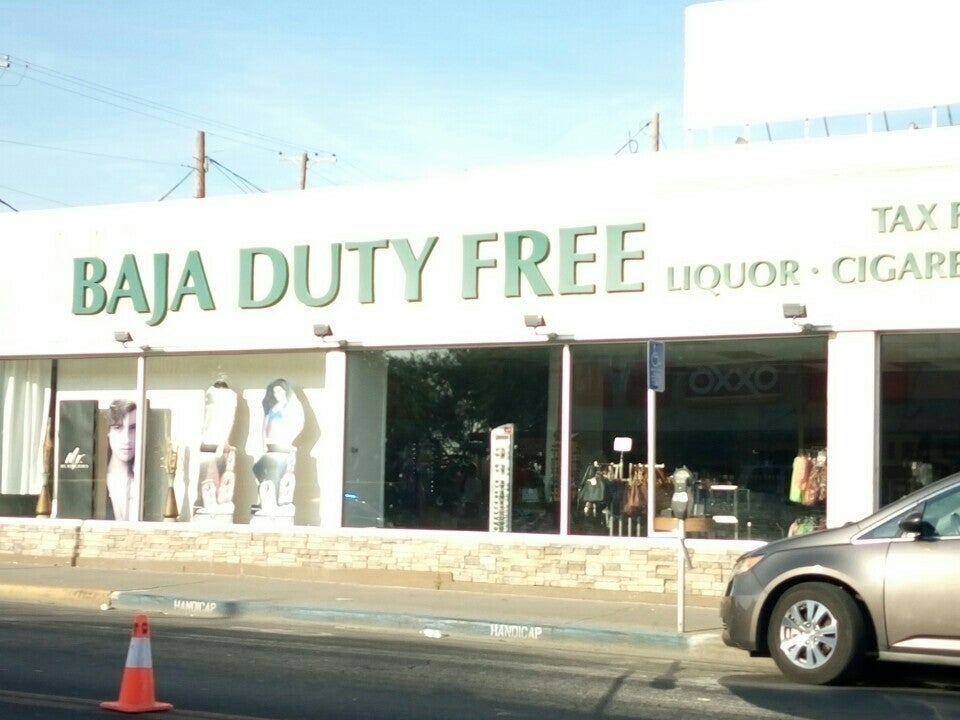 BAJA DUTY FREE
TAX F
LIQUOR · CIGARE
OXXO
HANDICAP
HANDICAP